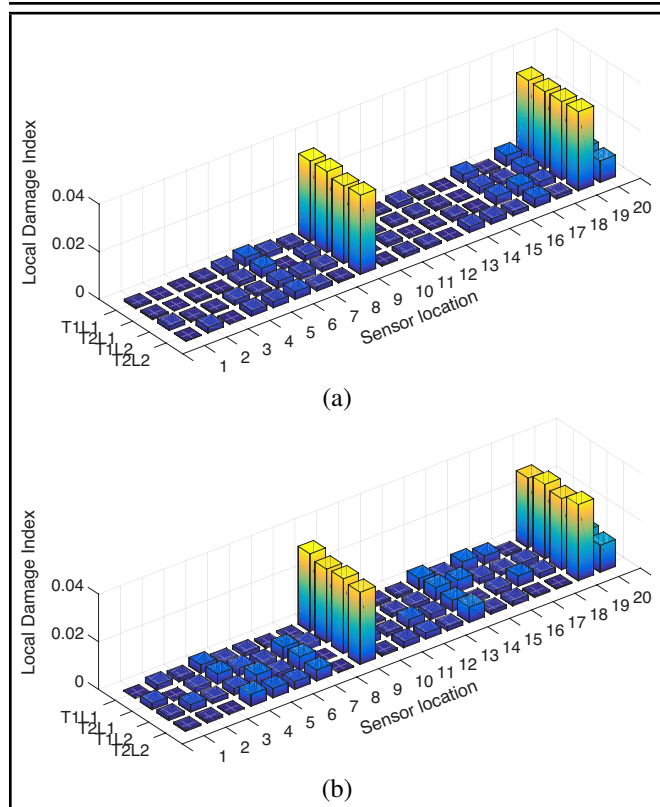 0.04
0.02
0
Local Damage Index
T1L1
T2L1
T1L2
T2L2
1 2 3 4 5 6 7 8 9 10 11 12 13 14 15 16 17 18 19 20
Sensor location
(a)
0.04
0.02
0
Local Damage Index
T1L1
T2L1
T1L2
T2L2
1 2 3 4 5 6 7 8 9 10 11 12 13 14 15 16 17 18 19 20
Sensor location
(b)